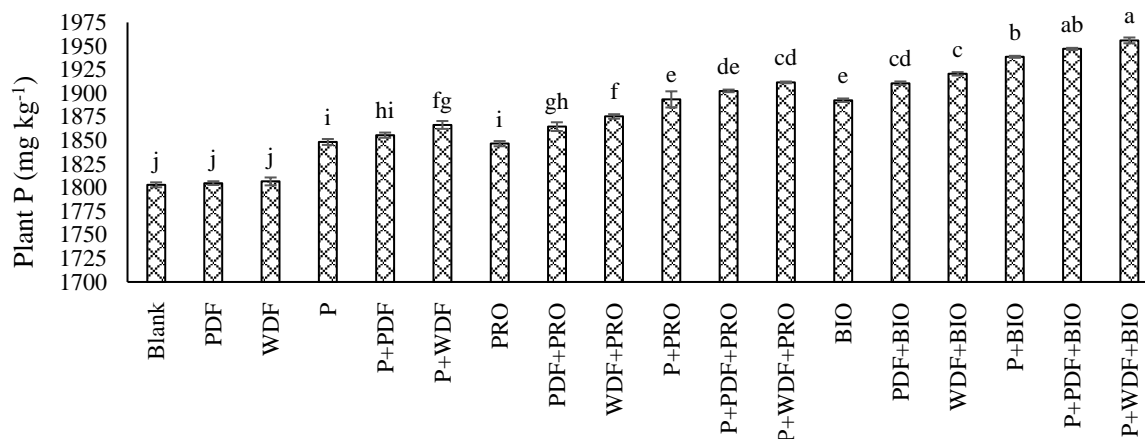 Plant P (mg kg-1)
1975
1950
1925
1900
1875
1850
1825
1800
1775
1750
1725
1700
j
j
j
i
hi
fg
i
gh
f
e
de
cd
e
cd
c
b
ab
a
Blank
PDF
WDF
P
P+PDF
P+WDF
PRO
PDF+PRO
WDF+PRO
P+PRO
P+PDF+PRO
P+WDF+PRO
BIO
PDF+BIO
WDF+BIO
P+BIO
P+PDF+BIO
P+WDF+BIO